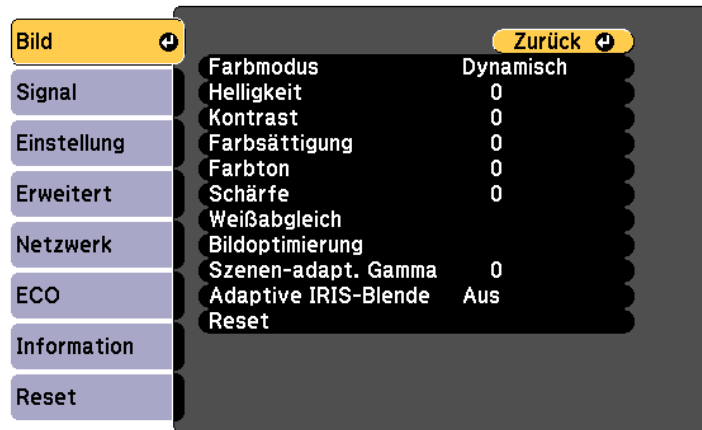 Bild
Signal
Einstellung
Erweitert
Netzwerk
ECO
Information
Reset
Zurück
Farbmodus Dynamisch
Helligkeit 0
Kontrast 0
Farbsättigung 0
Farbton 0
Schärfe 0
Weißabgleich
Bildoptimierung
Szenen-adapt. Gamma 0
Adaptive IRIS-Blende Aus
Reset